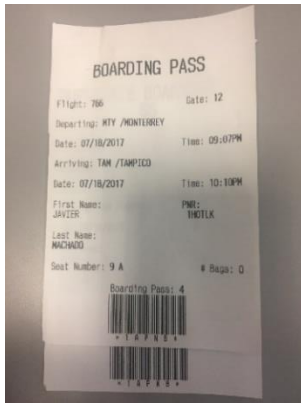 BOARDING PASS
Flight: 766 Gate: 12
Departing: MTY /MONTERREY
Date: 07/18/2017 Time: 09:07PM
Arriving: TAM /TAMPICO
Date: 07/18/2017 Time: 10:10PM
First Name: PNR:
JAVIER 1HOTLK
Last Name:
MACHADO
Seat Number: 9 A # Bags: 0
Boarding Pass: 4